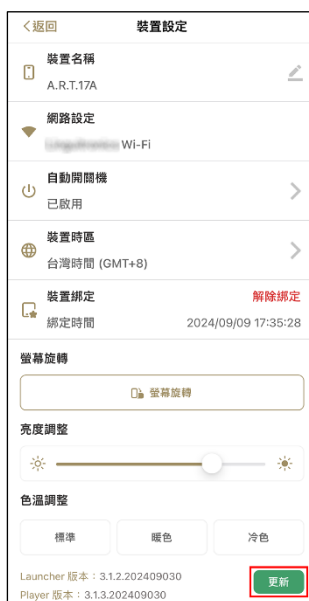 返回 裝置設定
裝置名稱
A.R.T.17A
網路設定
Wi-Fi
自動開關機
已啟用
裝置時區
台灣時間 (GMT+8)
裝置綁定 解除綁定
綁定時間 2024/09/09 17:35:28
螢幕旋轉
螢幕旋轉
亮度調整
色溫調整
標準 暖色 冷色
Launcher 版本：3.1.2.202409030
更新
Player 版本：3.1.3.202409030